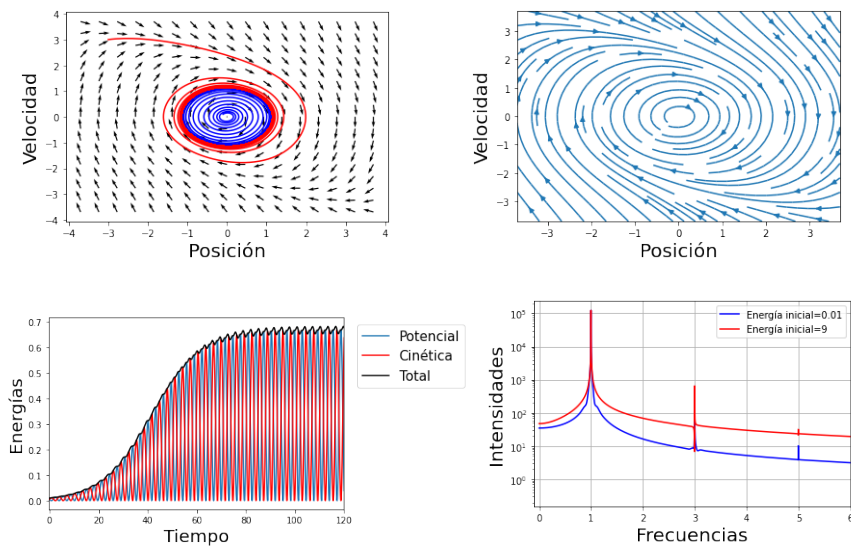 4
3
2
1
0
−1
−2
−3
−4
Velocidad
−4 −3 −2 −1 0 1 2 3 4
Posición
3
2
1
0
−1
−2
−3
Velocidad
−3 −2 −1 0 1 2 3
Posición
0.7
0.6
0.5
0.4
0.3
0.2
0.1
0.0
Energías
0 20 40 60 80 100 120
Tiempo
Potencial
Cinética
Total
10⁵
10⁴
10³
10²
10¹
10⁰
Intensidades
0 1 2 3 4 5 6
Frecuencias
Energía inicial=0.01
Energía inicial=9